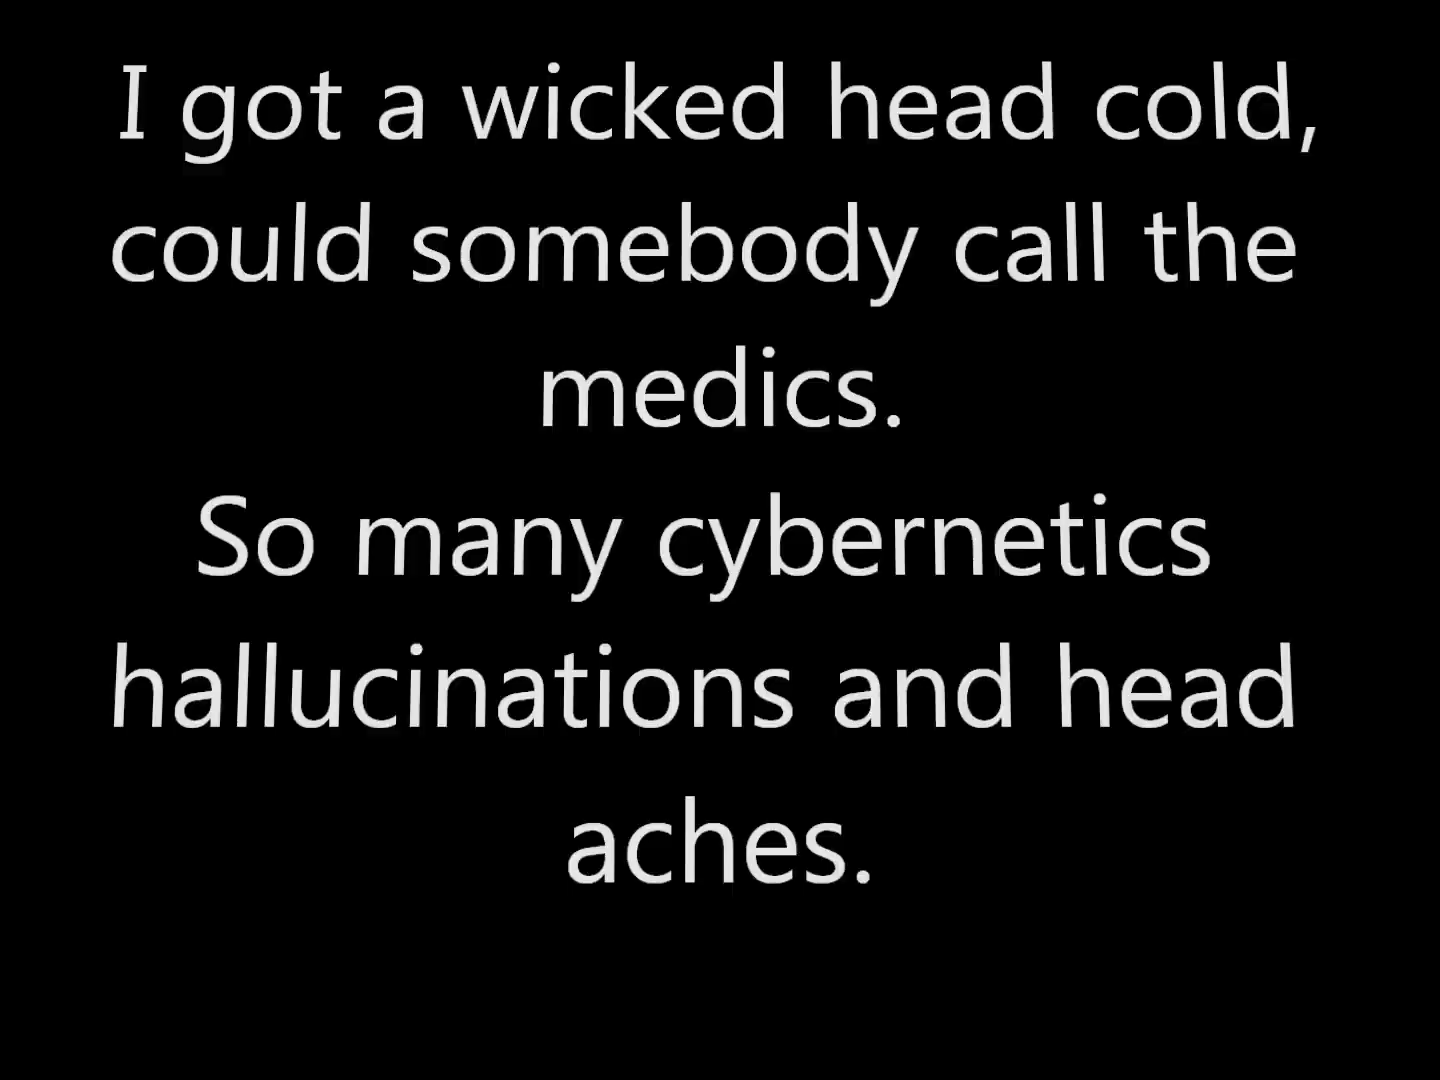 I got a wicked head cold,
could somebody call the
medics.
So many cybernetics
hallucinations and head
aches.